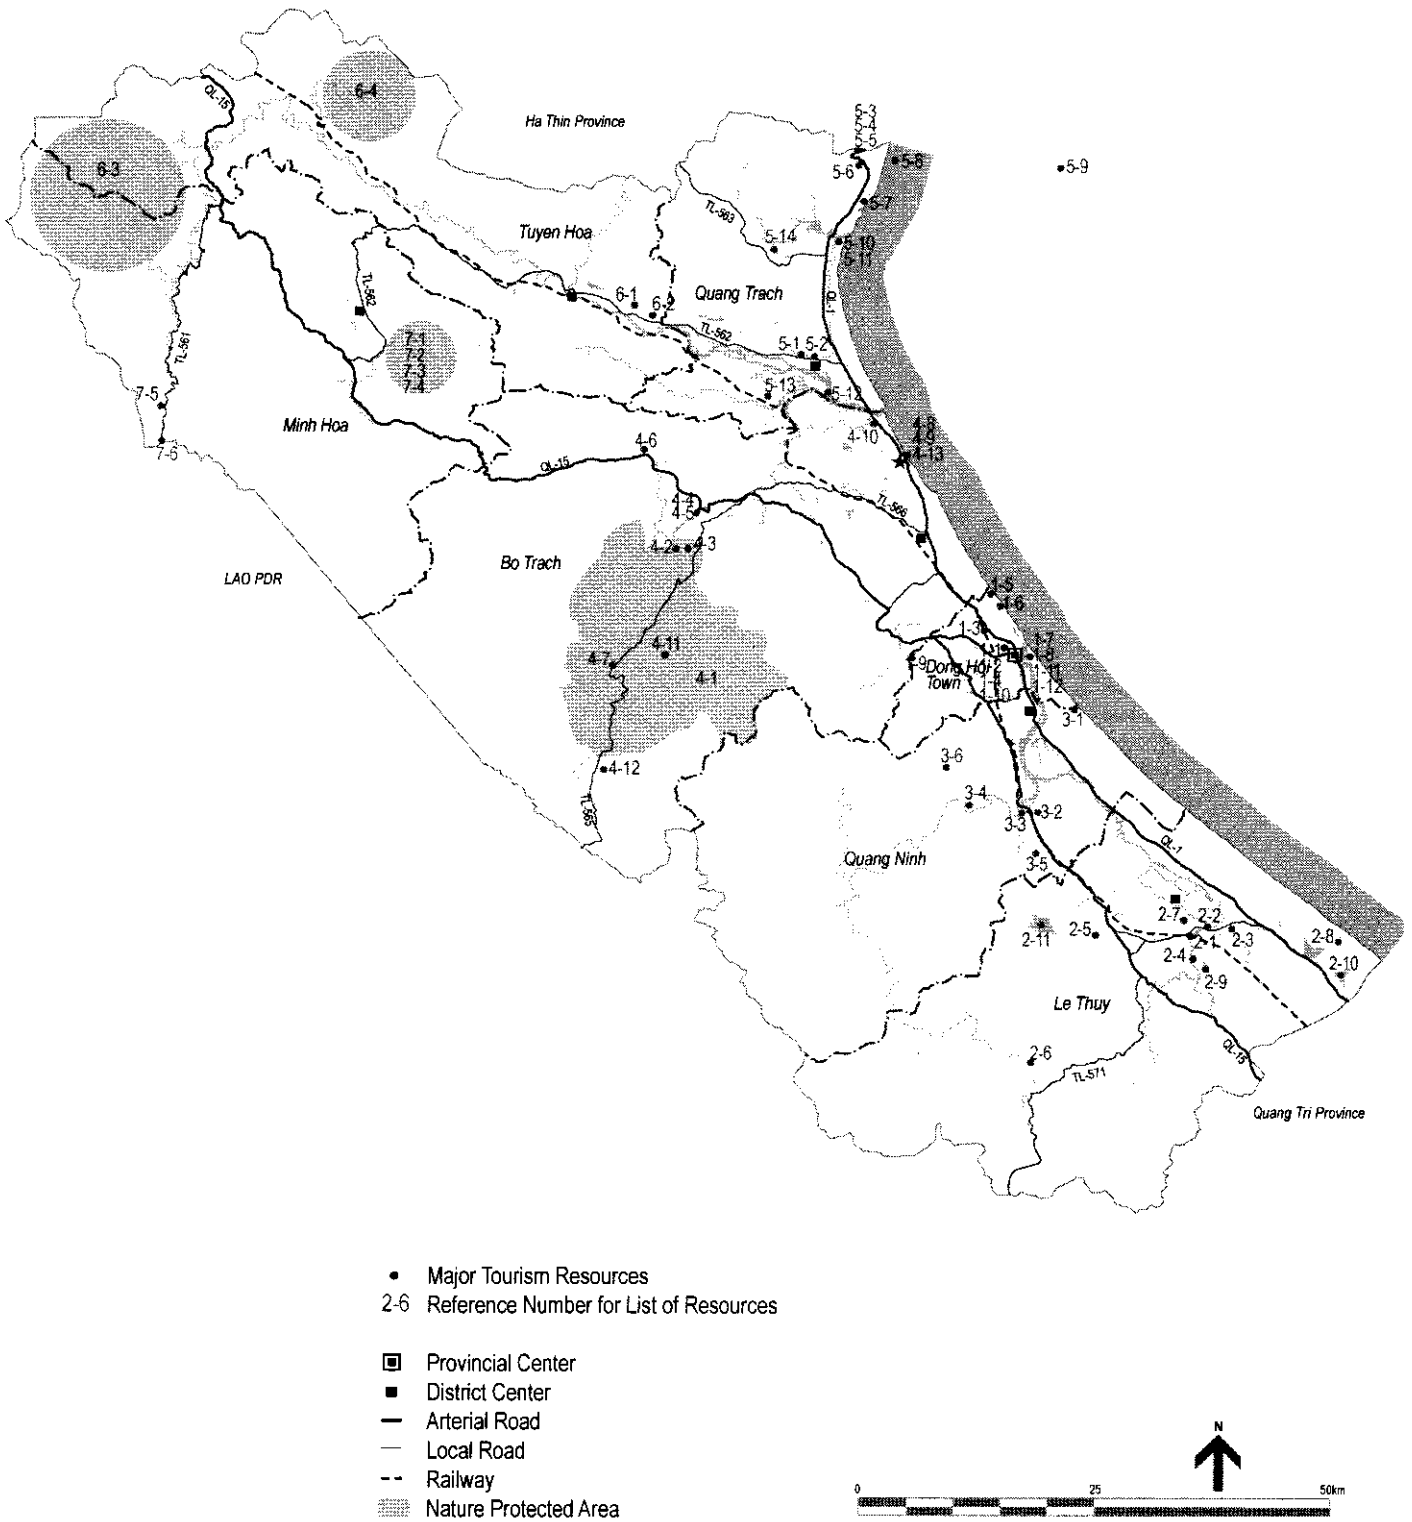 QL-15
6-4
Ha Thin Province
5-3
5-4
5-5
5-6
5-8
5-9
6-3
5-7
TL-563
Tuyen Hoa
5-14
5-10
5-11
TL-562
6-1
6-2
Quang Trach
QL-1
TL-562
5-1 5-2
TL-561
7-1
7-2
7-3
7-4
5-13
5-12
7-5
Minh Hoa
7-6
4-10
4-8
4-9
4-13
4-6
QL-15
4-4
4-5
TL-566
4-2
4-3
Bo Trach
LAO PDR
1-5
1-6
1-3
1-7
1-8
1-11
1-12
4-7
4-11
4-1
Dong Hoi
Town
1-10
3-1
4-12
3-6
TL-565
3-4
3-3
3-2
QL-1
Quang Ninh
3-5
2-7
2-2
2-11
2-5
2-1
2-3
2-8
2-4
2-9
2-10
Le Thuy
2-6
TL-571
QL-15
Quang Tri Province
Major Tourism Resources
2-6 Reference Number for List of Resources
Provincial Center
District Center
Arterial Road
Local Road
Railway
Nature Protected Area
N
0 25 50km